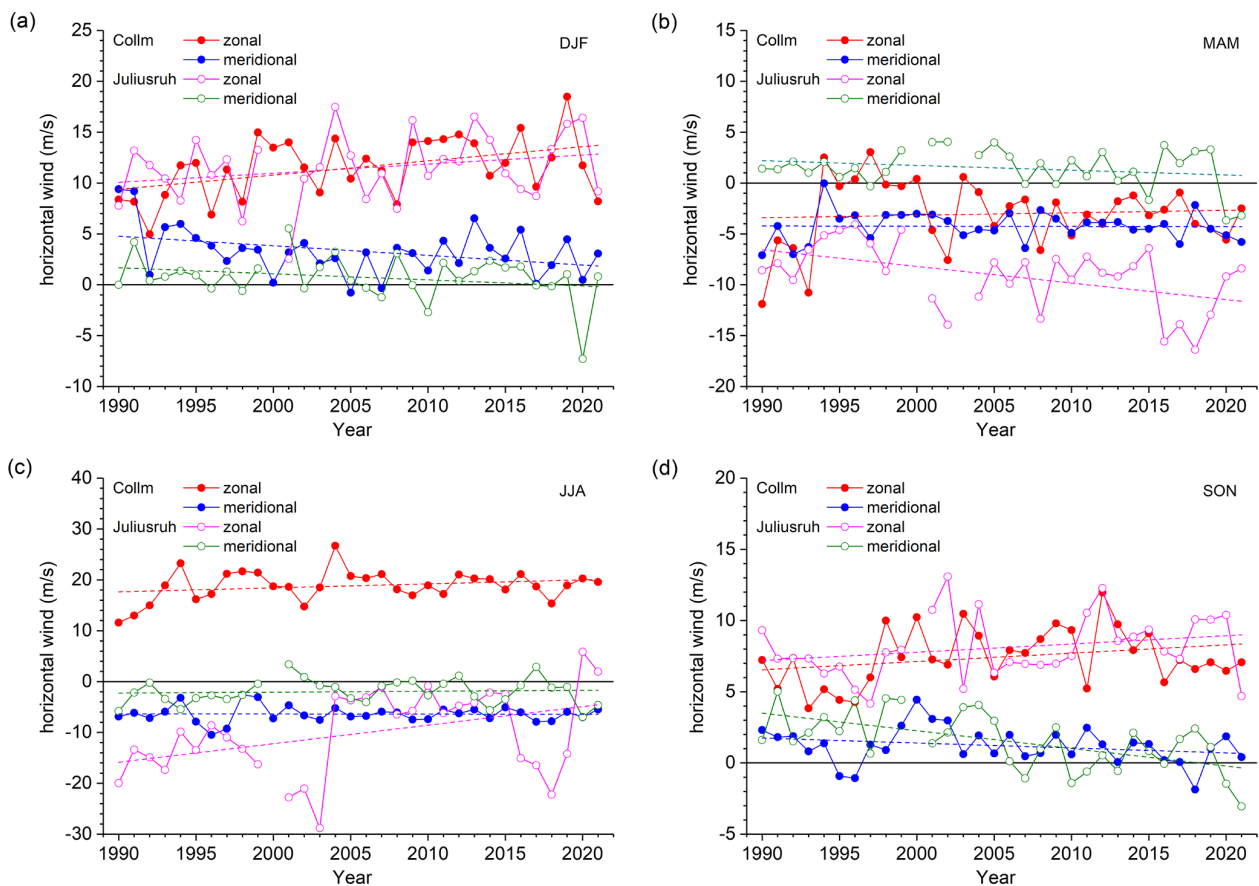 (a)
25
20
15
10
5
0
-5
-10
horizontal wind (m/s)
Collm zonal DJF
meridional
Juliusruh zonal
meridional
1990 1995 2000 2005 2010 2015 2020
Year
(b)
15
10
5
0
-5
-10
-15
-20
horizontal wind (m/s)
Collm zonal MAM
meridional
Juliusruh zonal
meridional
1990 1995 2000 2005 2010 2015 2020
Year
(c)
40
30
20
10
0
-10
-20
-30
horizontal wind (m/s)
Collm zonal JJA
meridional
Juliusruh zonal
meridional
1990 1995 2000 2005 2010 2015 2020
Year
(d)
20
15
10
5
0
-5
horizontal wind (m/s)
Collm zonal SON
meridional
Juliusruh zonal
meridional
1990 1995 2000 2005 2010 2015 2020
Year